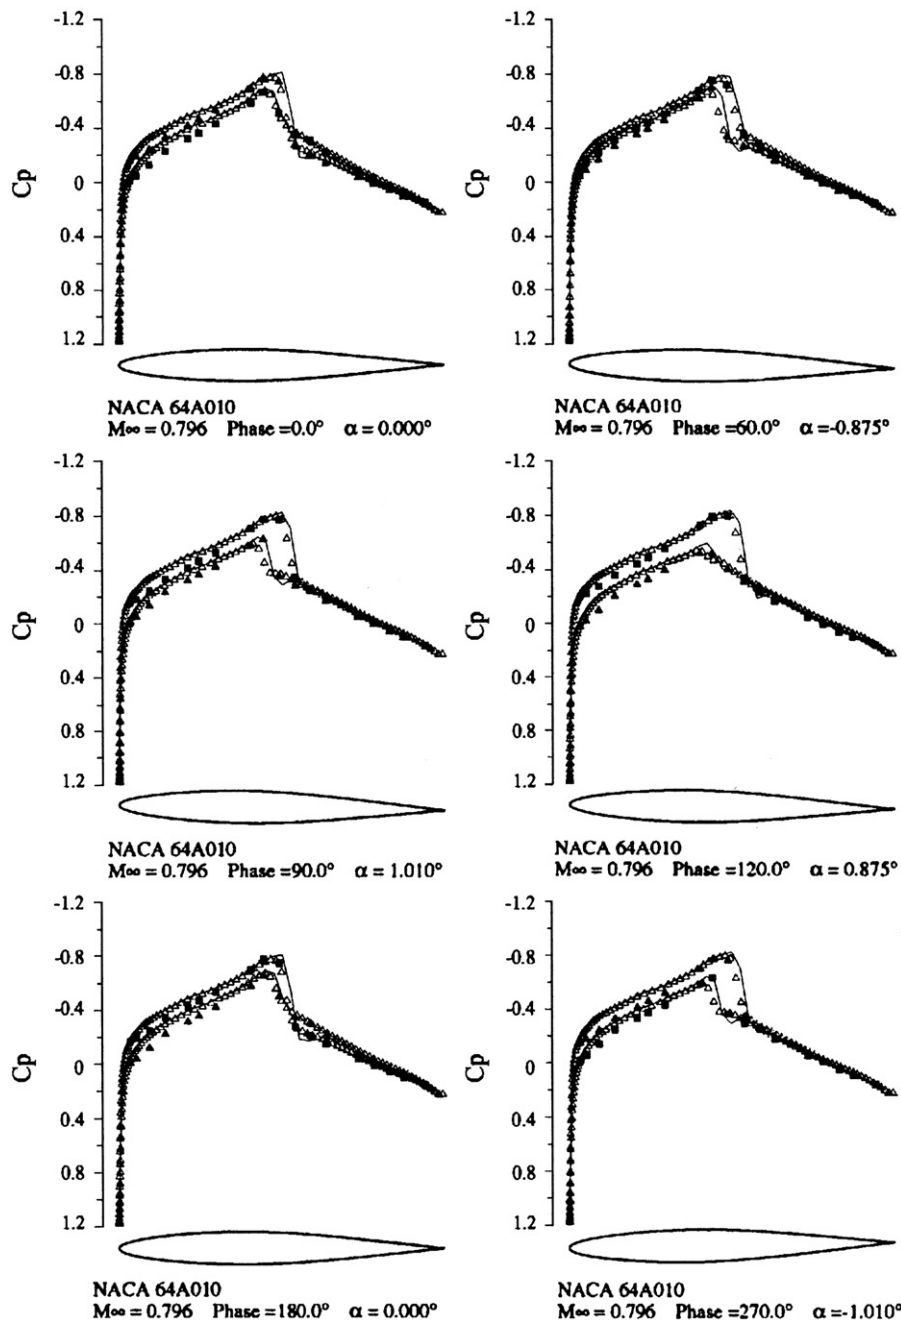 -1.2
-0.8
-0.4
0
0.4
0.8
1.2
Cp
NACA 64A010
M∞ = 0.796 Phase =0.0° α = 0.000°
-1.2
-0.8
-0.4
0
0.4
0.8
1.2
Cp
NACA 64A010
M∞ = 0.796 Phase =60.0° α =-0.875°
-1.2
-0.8
-0.4
0
0.4
0.8
1.2
Cp
NACA 64A010
M∞ = 0.796 Phase =90.0° α = 1.010°
-1.2
-0.8
-0.4
0
0.4
0.8
1.2
Cp
NACA 64A010
M∞ = 0.796 Phase =120.0° α = 0.875°
-1.2
-0.8
-0.4
0
0.4
0.8
1.2
Cp
NACA 64A010
M∞ = 0.796 Phase =180.0° α = 0.000°
-1.2
-0.8
-0.4
0
0.4
0.8
1.2
Cp
NACA 64A010
M∞ = 0.796 Phase =270.0° α =-1.010°